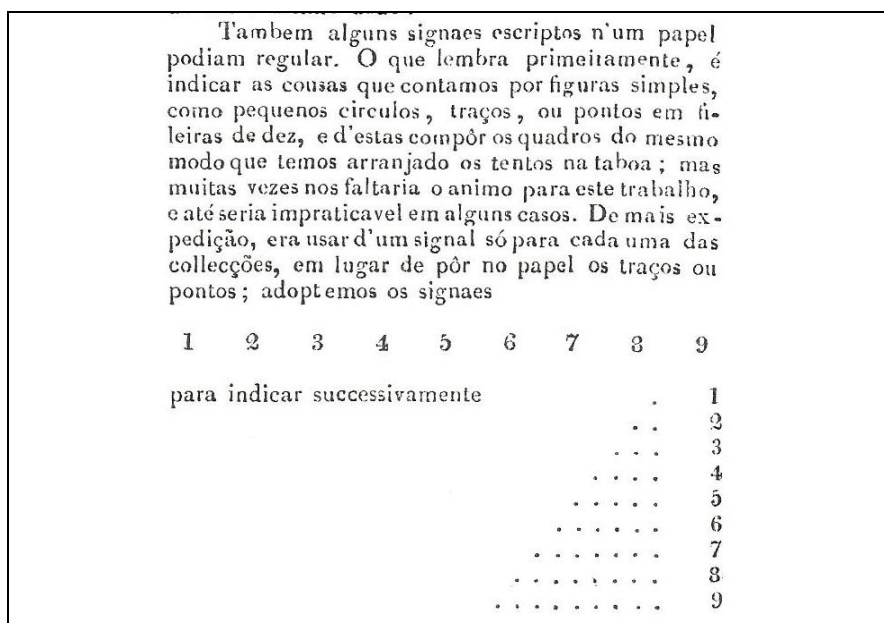 Tambem alguns signaes escriptos n'um papel
podiam regular. O que lembra primeiramente, é
indicar as cousas que contamos por figuras simples,
como pequenos circulos, traços, ou pontos em fi-
leiras de dez, e d'estas compôr os quadros do mesmo
modo que temos arranjado os tentos na taboa; mas
muitas vezes nos faltaria o animo para este trabalho,
e até seria impraticavel em alguns casos. De mais ex-
pedição, era usar d'um signal só para cada uma das
collecções, em lugar de pôr no papel os traços ou
pontos; adoptemos os signaes
1 2 3 4 5 6 7 8 9
para indicar successivamente . 1
. . 2
. . . 3
. . . . 4
. . . . . 5
. . . . . . 6
. . . . . . . 7
. . . . . . . . 8
. . . . . . . . . 9